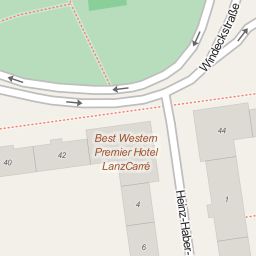 Windeckstraße
44
Best Western
Premier Hotel
LanzCarré
42
40
Heinz-Haber-
4
1
6